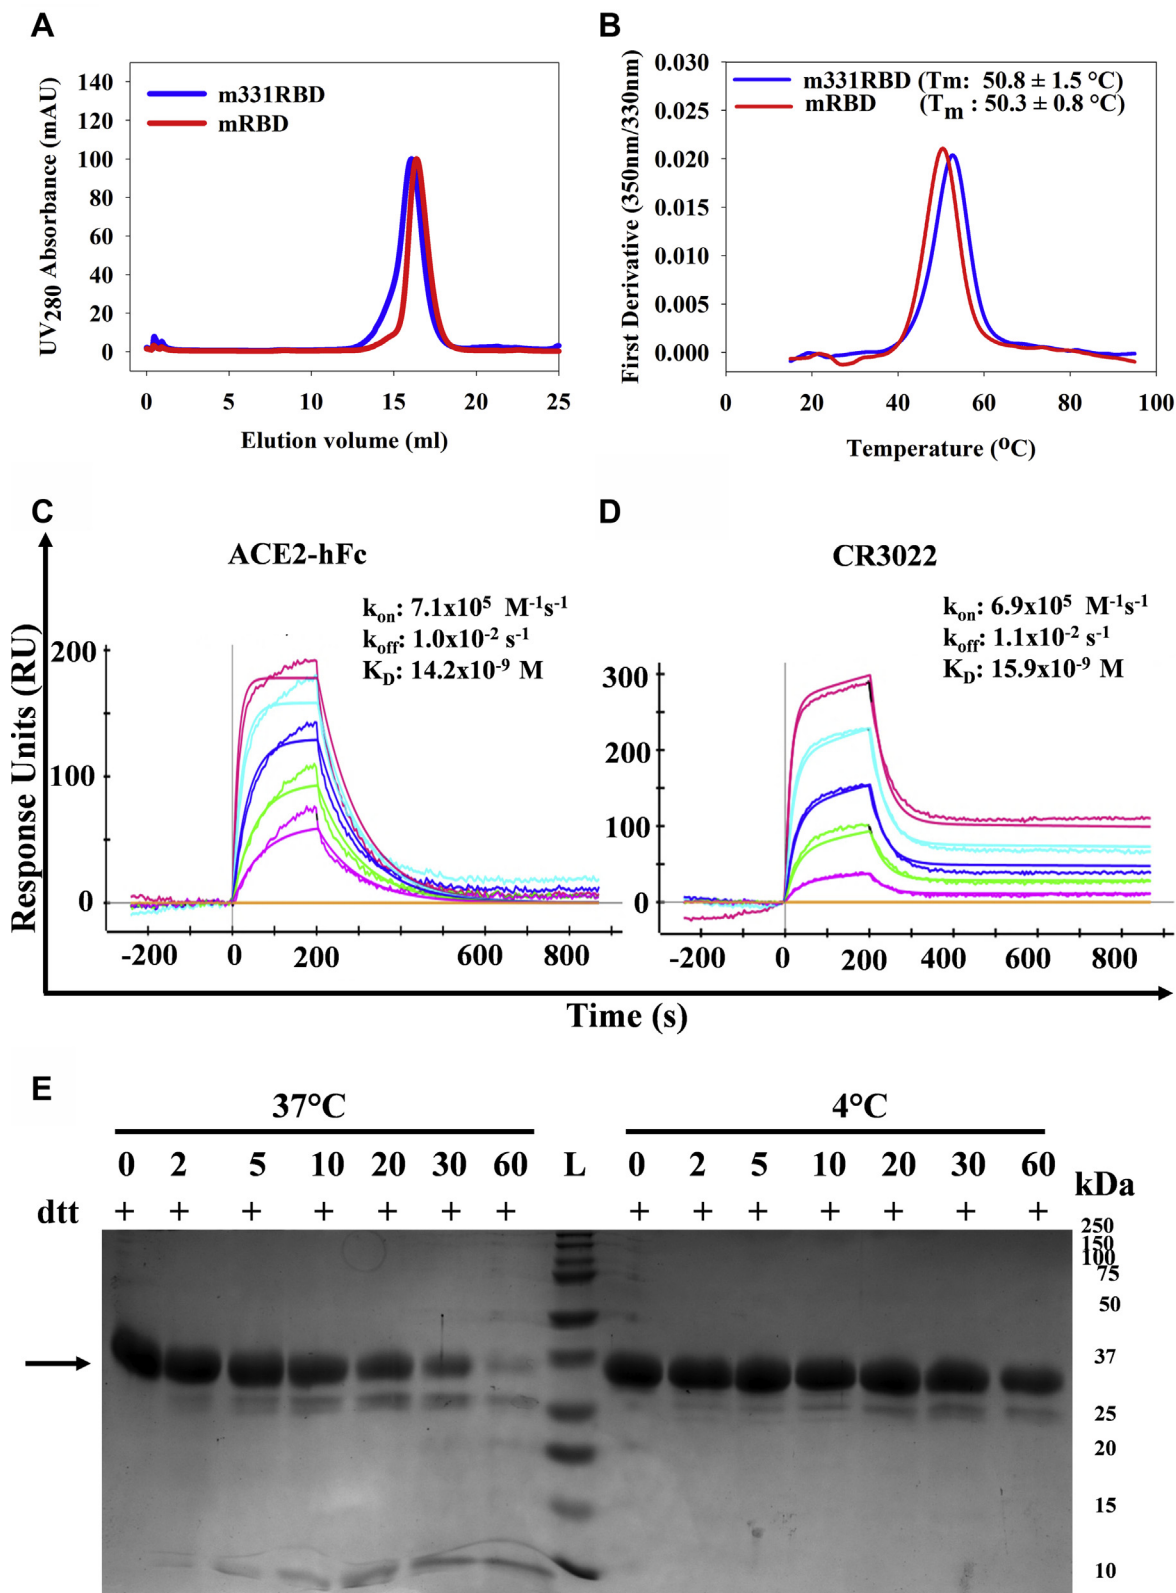 A
140
120
100
80
60
40
20
0
UV280 Absorbance (mAU)
m331RBD
mRBD
0 5 10 15 20 25
Elution volume (ml)
B
0.030
0.025
0.020
0.015
0.010
0.005
0.000
First Derivative (350nm/330nm)
m331RBD (Tm: 50.8 ± 1.5 °C)
mRBD (Tm : 50.3 ± 0.8 °C)
0 20 40 60 80 100
Temperature (°C)
C
ACE2-hFc
kon: 7.1x10⁵ M⁻¹s⁻¹
koff: 1.0x10⁻² s⁻¹
KD: 14.2x10⁻⁹ M
200
100
0
-200 0 200 400 600 800
D
CR3022
kon: 6.9x10⁵ M⁻¹s⁻¹
koff: 1.1x10⁻² s⁻¹
KD: 15.9x10⁻⁹ M
300
200
100
0
-200 0 200 400 600 800
Response Units (RU)
Time (s)
E
37°C 4°C
0 2 5 10 20 30 60 L 0 2 5 10 20 30 60
kDa
dtt + + + + + + + + + + + + + +
250
150
100
75
50
37
25
20
15
10